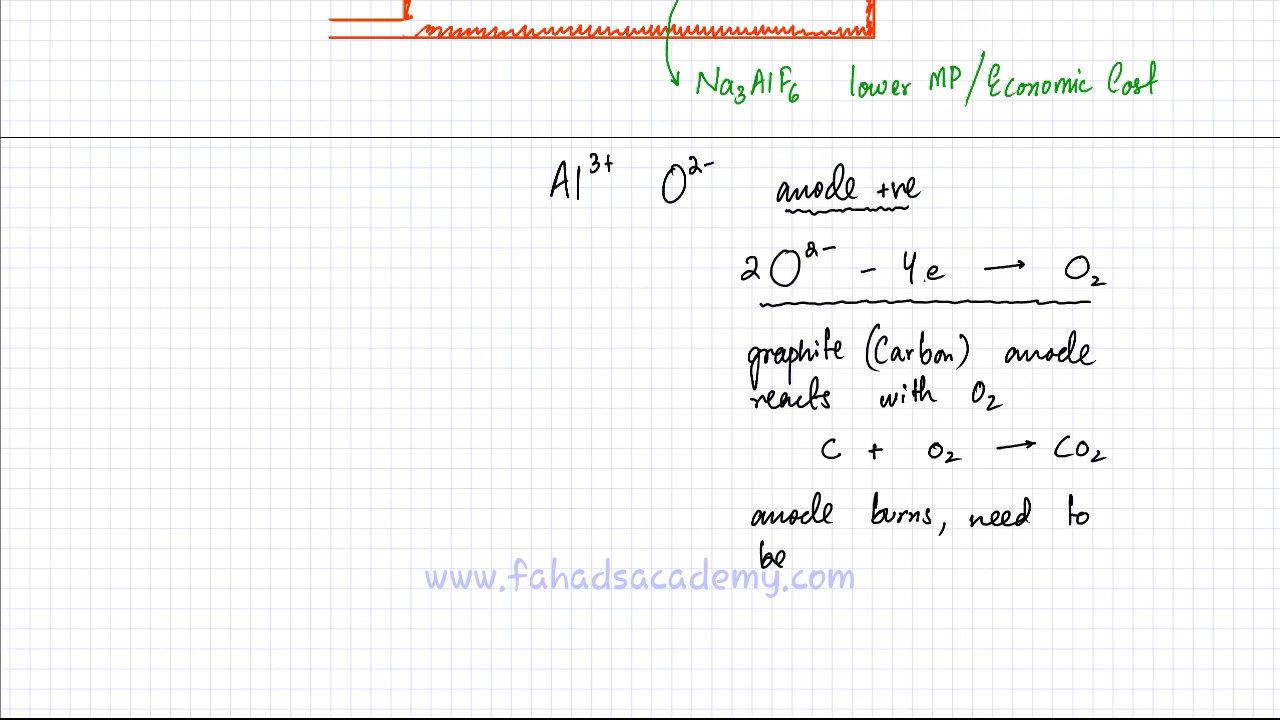 Na₃AlF₆ lower MP/Economic Cost
Al³⁺ O²⁻ anode +ve
2O²⁻ - 4e → O₂
graphite (Carbon) anode
reacts with O₂
C + O₂ → CO₂
anode burns, need to
be
www.fahadsacademy.com